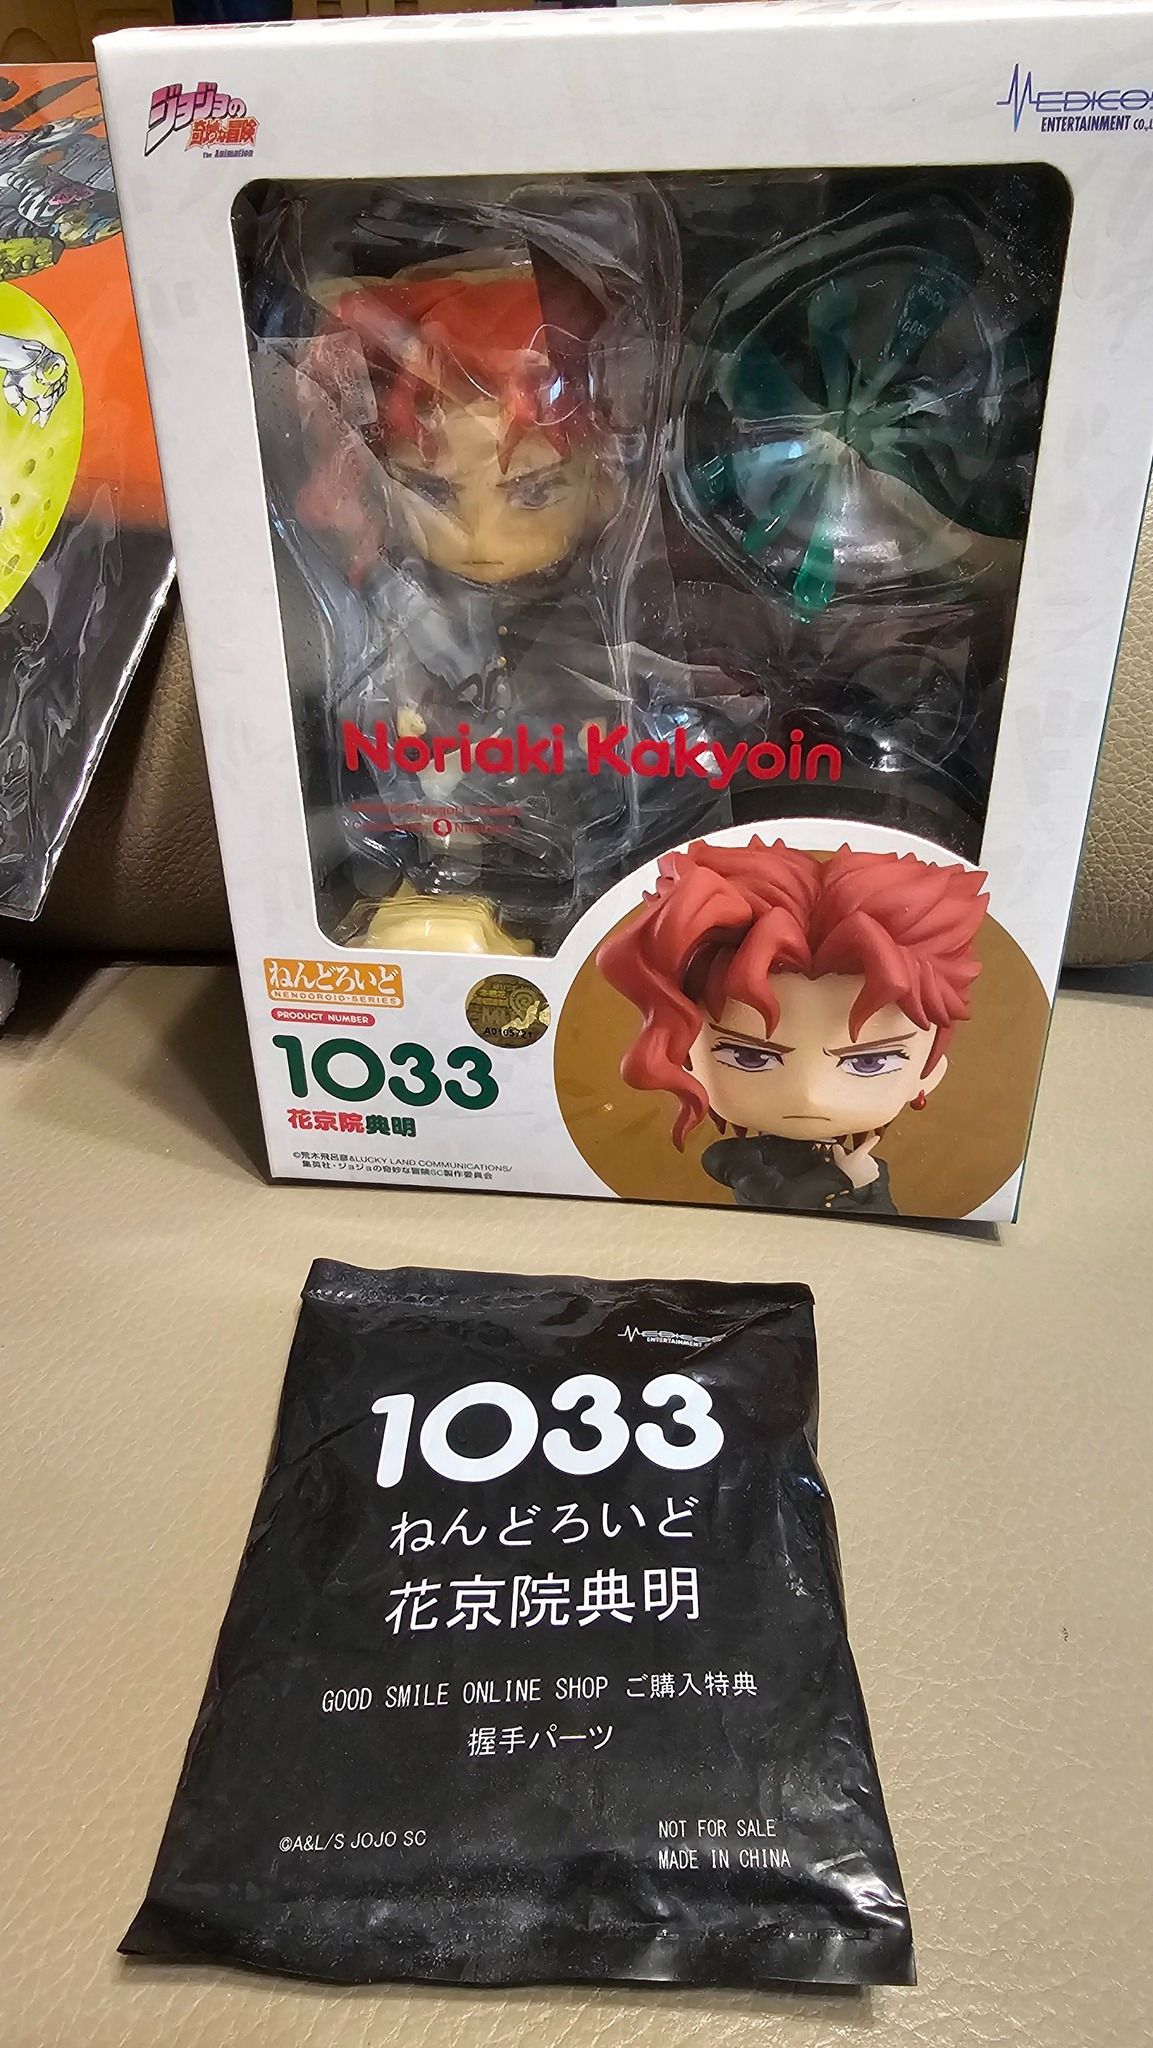 ジョジョの
奇妙な冒険
The Animation
MEDICOS
ENTERTAINMENT CO.,L
Noriaki Kakyoin
ねんどろいど
NENDOROID SERIES
PRODUCT NUMBER
1033
花京院典明
A0105721
©荒木飛呂彦&LUCKY LAND COMMUNICATIONS/
集英社・ジョジョの奇妙な冒険SC製作委員会
MEDICOS
ENTERTAINMENT
1033
ねんどろいど
花京院典明
GOOD SMILE ONLINE SHOP ご購入特典
握手パーツ
©A&L/S JOJO SC
NOT FOR SALE
MADE IN CHINA